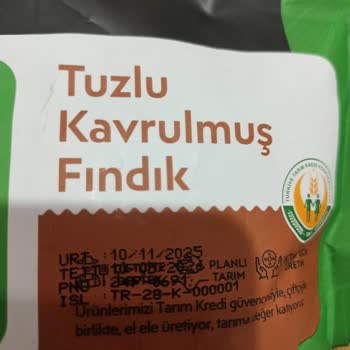 Tuzlu
Kavrulmuş
Fındık
ÜRT : 10/11/2025
PLANLI
TARIM
İŞL : TR-28-K-000001
Ürünlerimizi Tarım Kredi güvencesiyle, çiftçiyle
birlikte, el ele üretiyor, tarıma değer katıyoruz